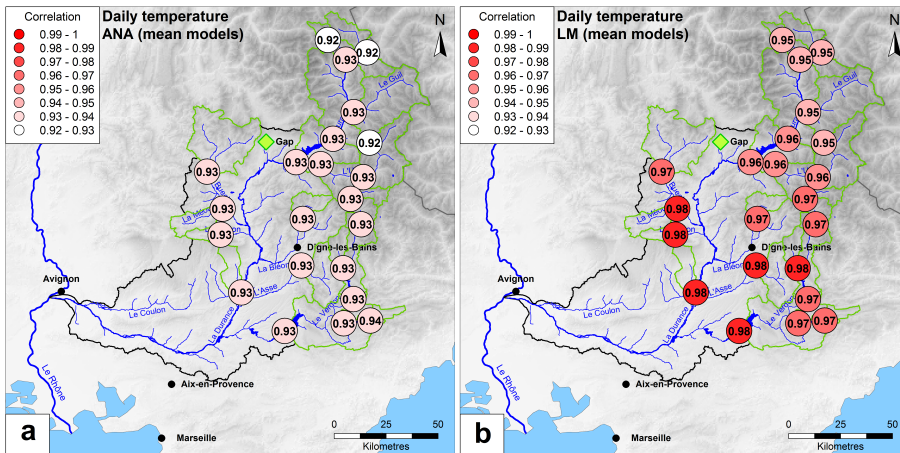 Daily temperature
ANA (mean models)
Correlation
0.99 - 1
0.98 - 0.99
0.97 - 0.98
0.96 - 0.97
0.95 - 0.96
0.94 - 0.95
0.93 - 0.94
0.92 - 0.93
N
0.92
0.92
0.93
Le Guil
0.93
0.93
0.92
Gap
0.93
0.93
0.93
0.93
0.93
0.93
0.93
0.93
0.93
Digne-les-Bains
0.93
0.93
La Bléone
Avignon
0.93
L'Asse
0.93
Le Coulon
Le Verdon
0.93
0.94
0.93
La Durance
Le Rhône
Aix-en-Provence
Marseille
0 25 50
Kilometres
a
Daily temperature
LM (mean models)
Correlation
0.99 - 1
0.98 - 0.99
0.97 - 0.98
0.96 - 0.97
0.95 - 0.96
0.94 - 0.95
0.93 - 0.94
0.92 - 0.93
N
0.95
0.95
0.95
Le Guil
0.95
0.96
0.95
Gap
0.96
0.96
0.97
0.96
0.97
0.98
0.97
0.97
0.98
Digne-les-Bains
0.98
0.98
La Bléone
Avignon
0.98
L'Asse
0.97
Le Coulon
Le Verdon
0.97
0.97
0.98
La Durance
Le Rhône
Aix-en-Provence
Marseille
0 25 50
Kilometres
b